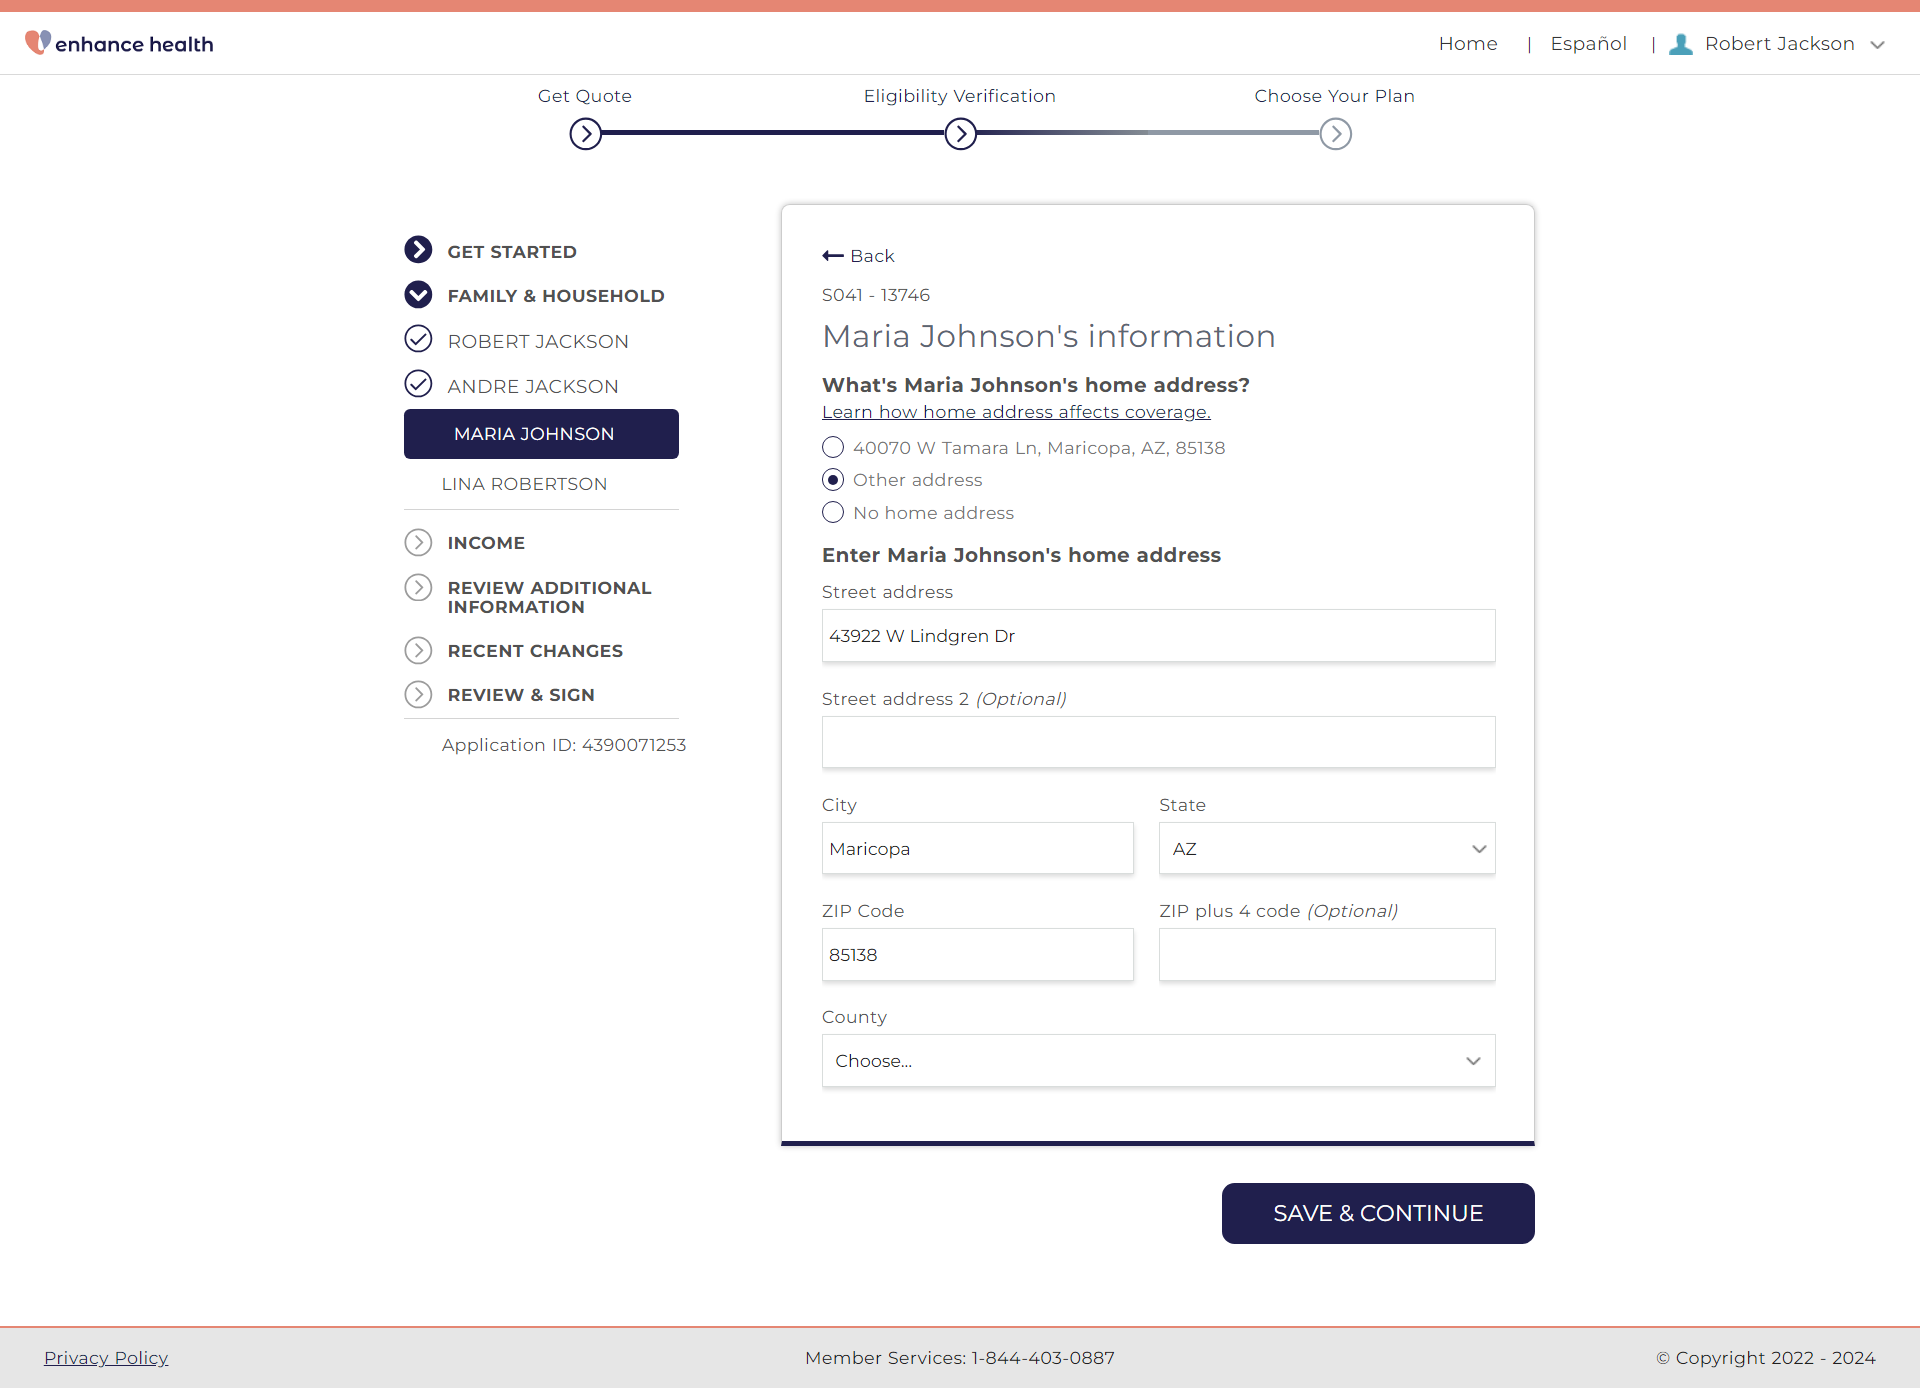 enhance health
Home | Español | Robert Jackson
Get Quote
Eligibility Verification
Choose Your Plan
GET STARTED
FAMILY & HOUSEHOLD
ROBERT JACKSON
ANDRE JACKSON
MARIA JOHNSON
LINA ROBERTSON
INCOME
REVIEW ADDITIONAL
INFORMATION
RECENT CHANGES
REVIEW & SIGN
Application ID: 4390071253
Back
S041 - 13746
Maria Johnson's information
What's Maria Johnson's home address?
Learn how home address affects coverage.
40070 W Tamara Ln, Maricopa, AZ, 85138
Other address
No home address
Enter Maria Johnson's home address
Street address
43922 W Lindgren Dr
Street address 2 (Optional)
City
Maricopa
State
AZ
ZIP Code
85138
ZIP plus 4 code (Optional)
County
Choose...
SAVE & CONTINUE
Privacy Policy
Member Services: 1-844-403-0887
© Copyright 2022 - 2024